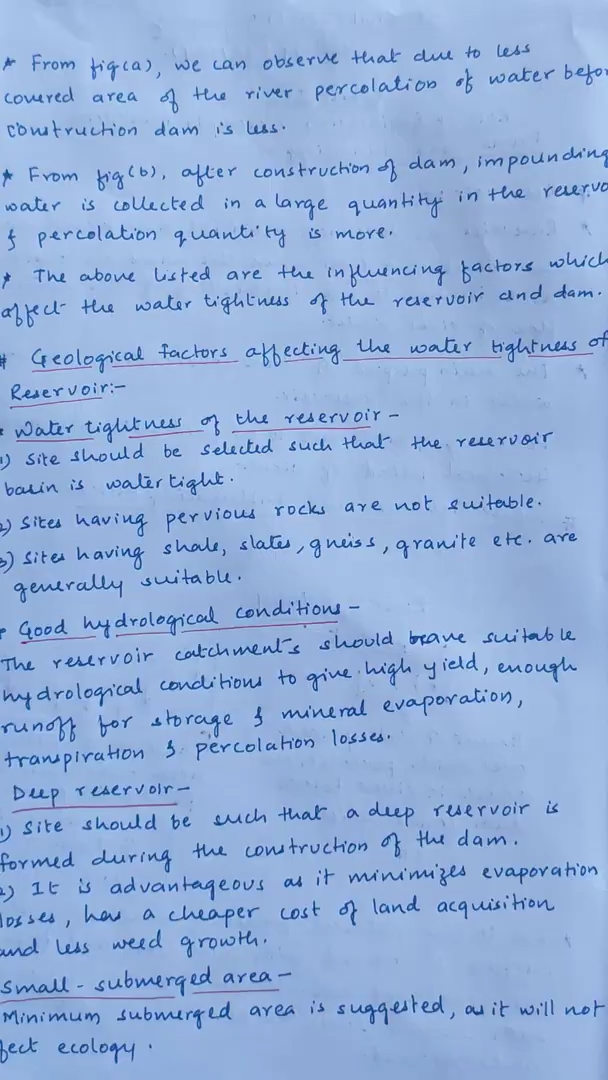 * From fig(a), we can observe that due to less
covered area of the river percolation of water befor
construction dam is less.
* From fig(b), after construction of dam, impounding
water is collected in a large quantity in the reservo
& percolation quantity is more.
* The above listed are the influencing factors which
affect the water tightness of the reservoir and dam.
# Geological factors affecting the water tightness of
Reservoir:-
• Water tightness of the reservoir -
1) Site should be selected such that the reservoir
basin is watertight.
2) Sites having pervious rocks are not suitable.
3) Sites having shale, slates, gneiss, granite etc. are
generally suitable.
• Good hydrological conditions -
The reservoir catchments should have suitable
hydrological conditions to give high yield, enough
runoff for storage & mineral evaporation,
transpiration & percolation losses.
Deep reservoir -
1) Site should be such that a deep reservoir is
formed during the construction of the dam.
2) It is advantageous as it minimizes evaporation
losses, has a cheaper cost of land acquisition
and less weed growth.
Small - submerged area -
Minimum submerged area is suggested, as it will not
fect ecology.